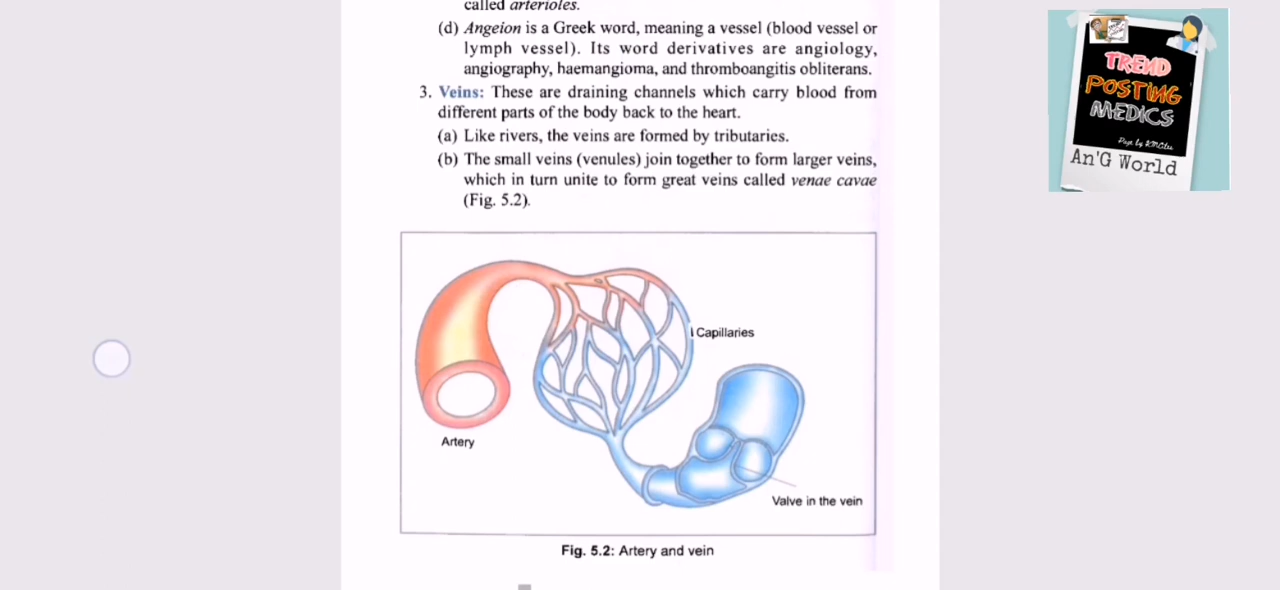 called arterioles.
(d) Angeion is a Greek word, meaning a vessel (blood vessel or
lymph vessel). Its word derivatives are angiology,
angiography, haemangioma, and thromboangitis obliterans.
3. Veins: These are draining channels which carry blood from
different parts of the body back to the heart.
(a) Like rivers, the veins are formed by tributaries.
(b) The small veins (venules) join together to form larger veins,
which in turn unite to form great veins called venae cavae
(Fig. 5.2).
Capillaries
Artery
Valve in the vein
Fig. 5.2: Artery and vein
TREND
POSTING
MEDICS
Page by
An'G World